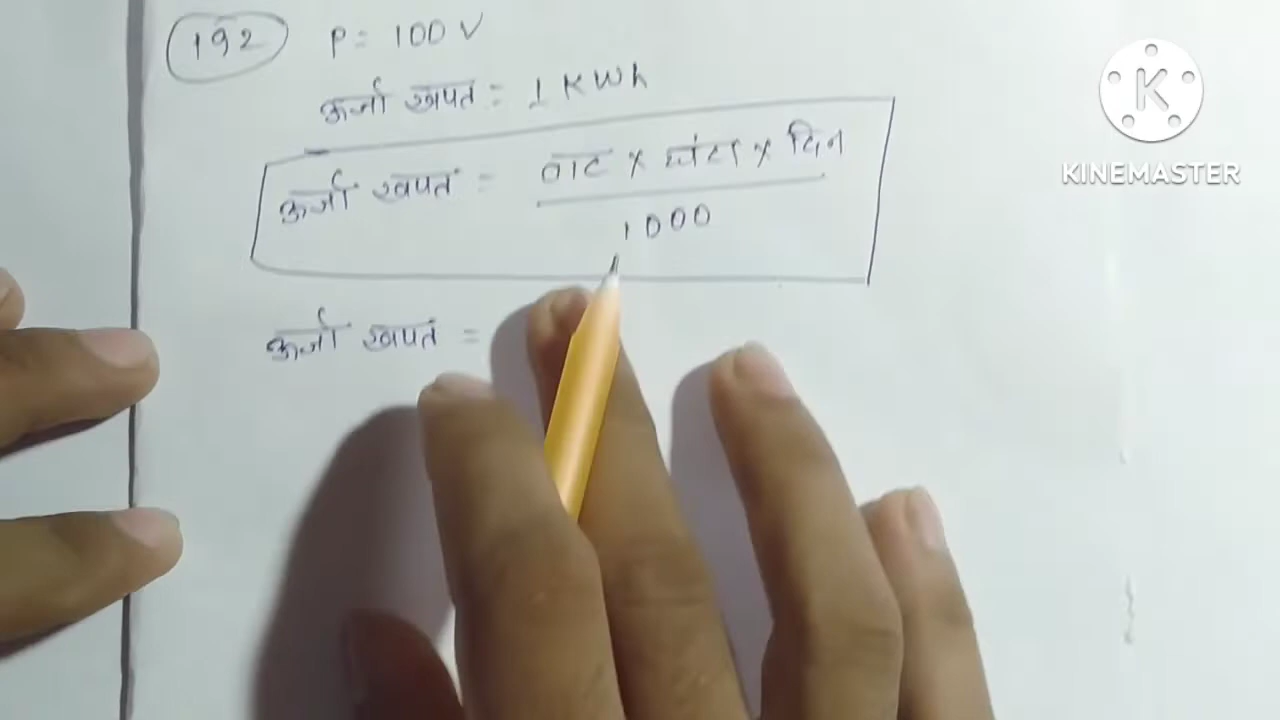 192 P = 100 V
ऊर्जा खपत = 1 KWh
ऊर्जा खपत = वाट × घंटा × दिन
1000
ऊर्जा खपत =
K
KINEMASTER